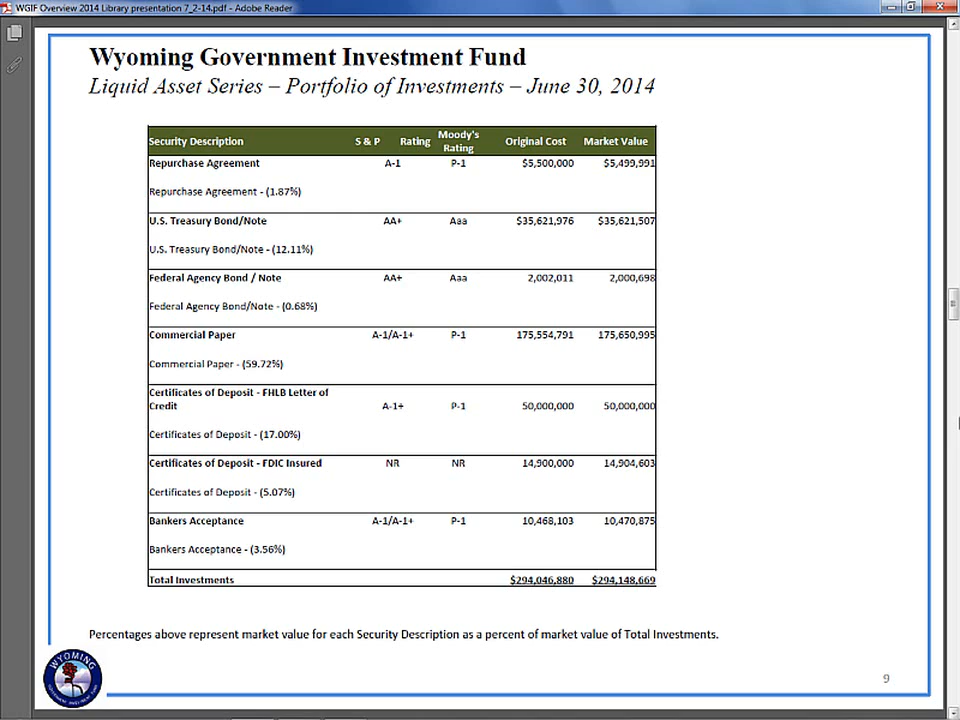 WGIF Overview 2014 Library presentation 7_2-14.pdf - Adobe Reader
Wyoming Government Investment Fund
Liquid Asset Series – Portfolio of Investments – June 30, 2014
Security Description S & P Rating Moody's Rating Original Cost Market Value
Repurchase Agreement A-1 P-1 $5,500,000 $5,499,991
Repurchase Agreement - (1.87%)
U.S. Treasury Bond/Note AA+ Aaa $35,621,976 $35,621,507
U.S. Treasury Bond/Note - (12.11%)
Federal Agency Bond / Note AA+ Aaa 2,002,011 2,000,698
Federal Agency Bond/Note - (0.68%)
Commercial Paper A-1/A-1+ P-1 175,554,791 175,650,995
Commercial Paper - (59.72%)
Certificates of Deposit - FHLB Letter of
Credit A-1+ P-1 50,000,000 50,000,000
Certificates of Deposit - (17.00%)
Certificates of Deposit - FDIC Insured NR NR 14,900,000 14,904,603
Certificates of Deposit - (5.07%)
Bankers Acceptance A-1/A-1+ P-1 10,468,103 10,470,875
Bankers Acceptance - (3.56%)
Total Investments $294,046,880 $294,148,669
Percentages above represent market value for each Security Description as a percent of market value of Total Investments.
WYOMING
GOVERNMENT INVESTMENT FUND
9